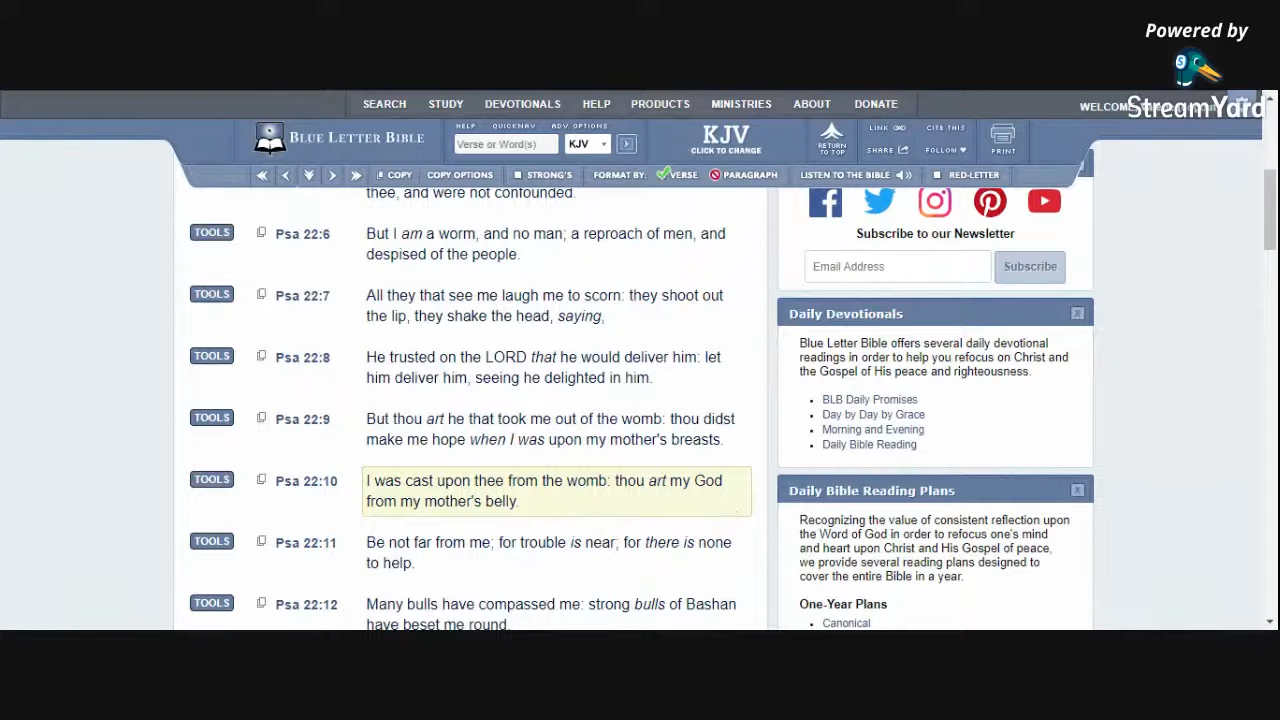 Powered by
StreamYard
SEARCH STUDY DEVOTIONALS HELP PRODUCTS MINISTRIES ABOUT DONATE
WELCOME,
BLUE LETTER BIBLE
HELP QUICKNAV ADV. OPTIONS
Verse or Word(s) KJV
KJV
CLICK TO CHANGE
RETURN
TO TOP
LINK CITE THIS
SHARE FOLLOW
PRINT
COPY COPY OPTIONS STRONG'S FORMAT BY: VERSE PARAGRAPH LISTEN TO THE BIBLE RED-LETTER
thee, and were not confounded.
TOOLS Psa 22:6 But I am a worm, and no man; a reproach of men, and
despised of the people.
TOOLS Psa 22:7 All they that see me laugh me to scorn: they shoot out
the lip, they shake the head, saying,
TOOLS Psa 22:8 He trusted on the LORD that he would deliver him: let
him deliver him, seeing he delighted in him.
TOOLS Psa 22:9 But thou art he that took me out of the womb: thou didst
make me hope when I was upon my mother's breasts.
TOOLS Psa 22:10 I was cast upon thee from the womb: thou art my God
from my mother's belly.
TOOLS Psa 22:11 Be not far from me; for trouble is near; for there is none
to help.
TOOLS Psa 22:12 Many bulls have compassed me: strong bulls of Bashan
have beset me round.
Subscribe to our Newsletter
Email Address Subscribe
Daily Devotionals
Blue Letter Bible offers several daily devotional
readings in order to help you refocus on Christ and
the Gospel of His peace and righteousness.
BLB Daily Promises
Day by Day by Grace
Morning and Evening
Daily Bible Reading
Daily Bible Reading Plans
Recognizing the value of consistent reflection upon
the Word of God in order to refocus one's mind
and heart upon Christ and His Gospel of peace,
we provide several reading plans designed to
cover the entire Bible in a year.
One-Year Plans
Canonical